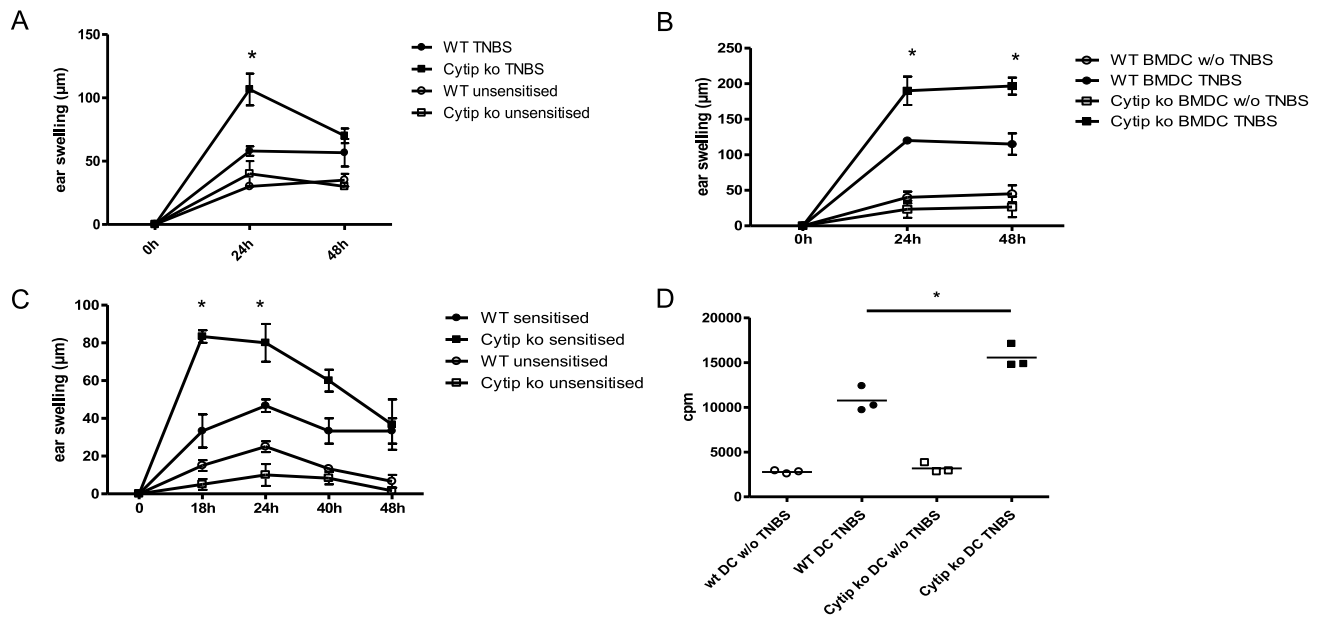 A
150
100
50
0
ear swelling (µm)
*
0h
24h
48h
WT TNBS
Cytip ko TNBS
WT unsensitised
Cytip ko unsensitised
B
250
200
150
100
50
0
ear swelling (µm)
*
*
0h
24h
48h
WT BMDC w/o TNBS
WT BMDC TNBS
Cytip ko BMDC w/o TNBS
Cytip ko BMDC TNBS
C
100
80
60
40
20
0
ear swelling (µm)
*
*
0
18h
24h
40h
48h
WT sensitised
Cytip ko sensitised
WT unsensitised
Cytip ko unsensitised
D
20000
15000
10000
5000
0
cpm
*
wt DC w/o TNBS
WT DC TNBS
Cytip ko DC w/o TNBS
Cytip ko DC TNBS